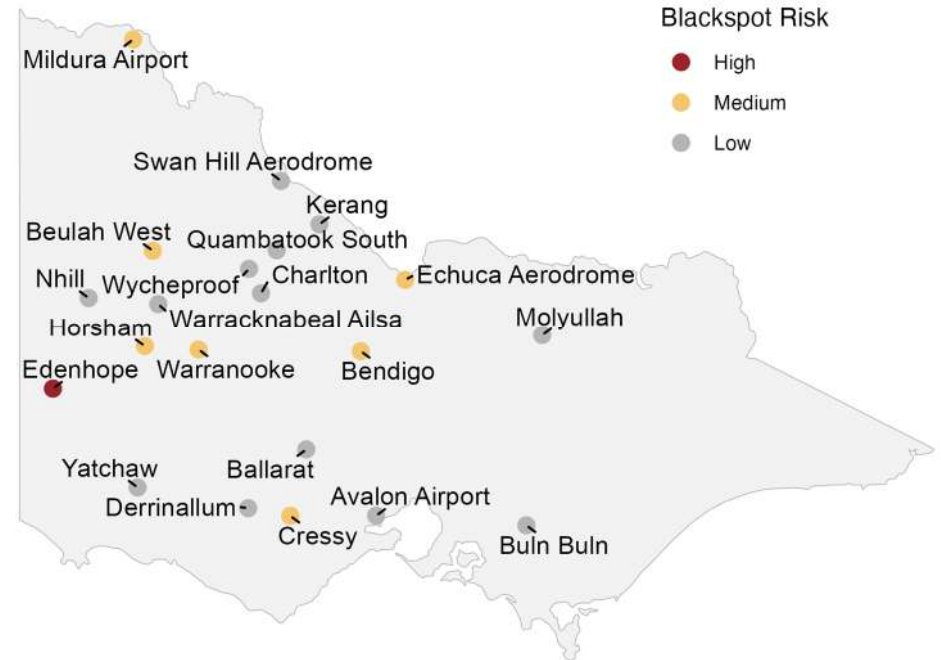 Blackspot Risk
High
Medium
Low
Mildura Airport
Swan Hill Aerodrome
Kerang
Beulah West
Quambatook South
Nhill
Wycheproof
Charlton
Echuca Aerodrome
Warracknabeal Ailsa
Horsham
Molyullah
Edenhope
Warranooke
Bendigo
Yatchaw
Ballarat
Derrinallum
Avalon Airport
Cressy
Buln Buln